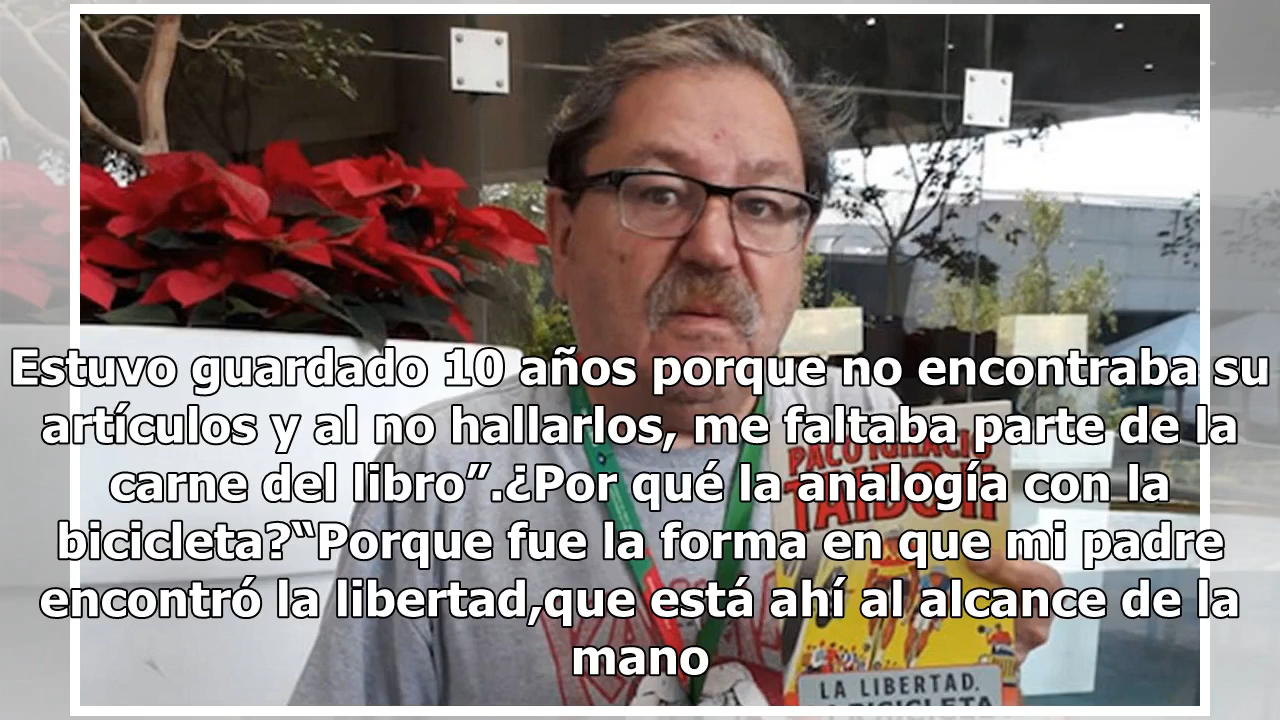 Estuvo guardado 10 años porque no encontraba su
artículos y al no hallarlos, me faltaba parte de la
carne del libro”.¿Por qué la analogía con la
bicicleta?“Porque fue la forma en que mi padre
encontró la libertad,que está ahí al alcance de la
mano
PACO IGNACIO
TAIBO II
LA LIBERTAD.
LA BICICLETA